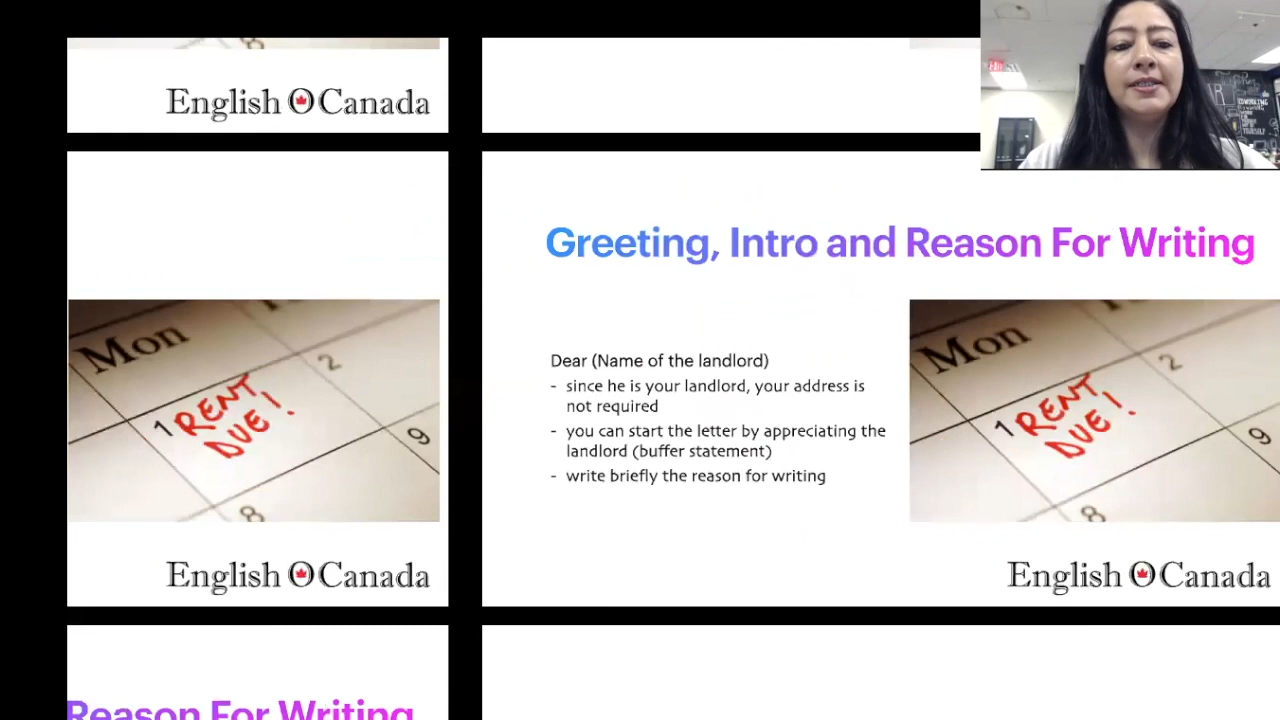 English Canada
EXIT
Greeting, Intro and Reason For Writing
Mon
2
1 RENT
DUE!
9
8
English Canada
Dear (Name of the landlord)
- since he is your landlord, your address is
not required
- you can start the letter by appreciating the
landlord (buffer statement)
- write briefly the reason for writing
Mon
2
1 RENT
DUE!
9
8
English Canada
Reason For Writing